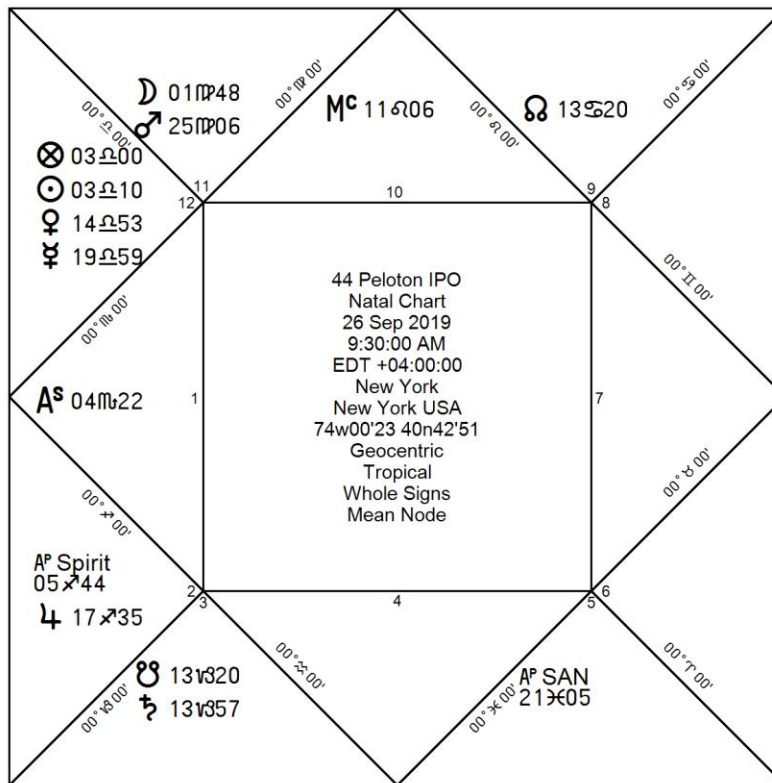 ☽ 01♍48
♂ 25♍06
00°♍00'
Mc 11♌06
00°♌00'
☊ 13♋20
00°♋00'
00°♎00'
⊗ 03♎00
☉ 03♎10
♀ 14♎53
☿ 19♎59
11
12
10
9
8
44 Peloton IPO
Natal Chart
26 Sep 2019
9:30:00 AM
EDT +04:00:00
New York
New York USA
74w00'23 40n42'51
Geocentric
Tropical
Whole Signs
Mean Node
00°♊00'
00°♏00'
As 04♏22
1
7
00°♉00'
00°♐00'
AP Spirit
05♐44
♃ 17♐35
2
3
4
5
6
☋ 13♑20
♄ 13♑57
00°♑00'
00°♒00'
AP SAN
21♓05
00°♓00'
00°♈00'